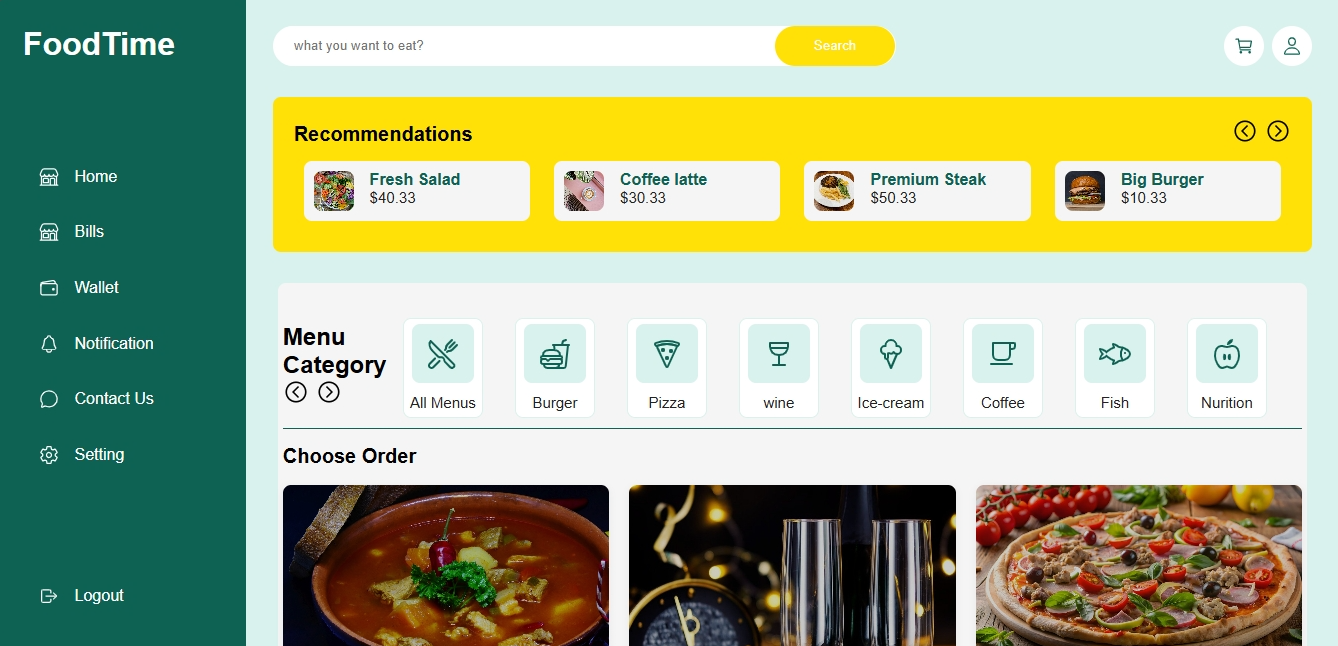 FoodTime
Home
Bills
Wallet
Notification
Contact Us
Setting
Logout
what you want to eat?
Search
Recommendations
Fresh Salad
$40.33
Coffee latte
$30.33
Premium Steak
$50.33
Big Burger
$10.33
Menu
Category
All Menus
Burger
Pizza
wine
Ice-cream
Coffee
Fish
Nurition
Choose Order